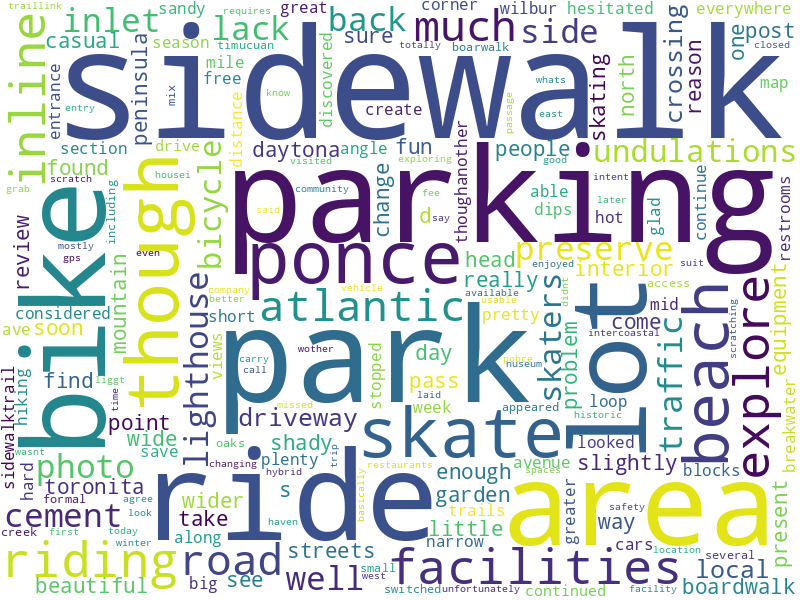 traillink
inlet
sandy
lack
back
great
much
corner
side
wilbur
hesitated
one
post
everywhere
requires
casual
season
timucuan
sure
totally
boarwalk
closed
sidewalk
inline
entrance
peninsula
mile
free
discovered
create
skating
north
crossing
reason
whats
map
entry
mix
know
passage
east
section
drive
distance
daytona
angle
fun
people
undulations
found
housei
visited
exploring
good
able
intent
later
continue
restrooms
grab
scratch
bicycle
community
fee
parking
including
change
d
say
thoughanother
dips
hot
glad
review
mostly
gps
even
said
ponce
head
enjoyed
suit
bike
though
mountain
preserve
interior
access
considered
company
better
vehicle
really
available
usable
didnt
equipment
ave
soon
lighthouse
short
atlantic
skaters
pretty
mid
hiking
find
liggt
time
views
carry
call
wother
park
day
nuseum
pobre
problem
come
intercoastal
traffic
beach
explore
scratching
breakwater
sidewalktrail
point
wasnt
driveway
missed
stopped
week
laid
pass
appeared
historic
lot
loop
looked
hard
photo
wide
save
oaks
shady
plenty
changing
hybrid
trip
skate
enough
avenue
slightly
blocks
toronita
formal
agree
wider
s
restaurants
basically
garden
spaces
trails
greater
way
safety
local
present
cement
creek
first
today
look
take
ride
haven
little
narrow
area
cars
location
several
riding
winter
along
road
streets
small
west
facilities
facility
beautiful
big
see
well
switched
unfortunately
continued
boardwalk